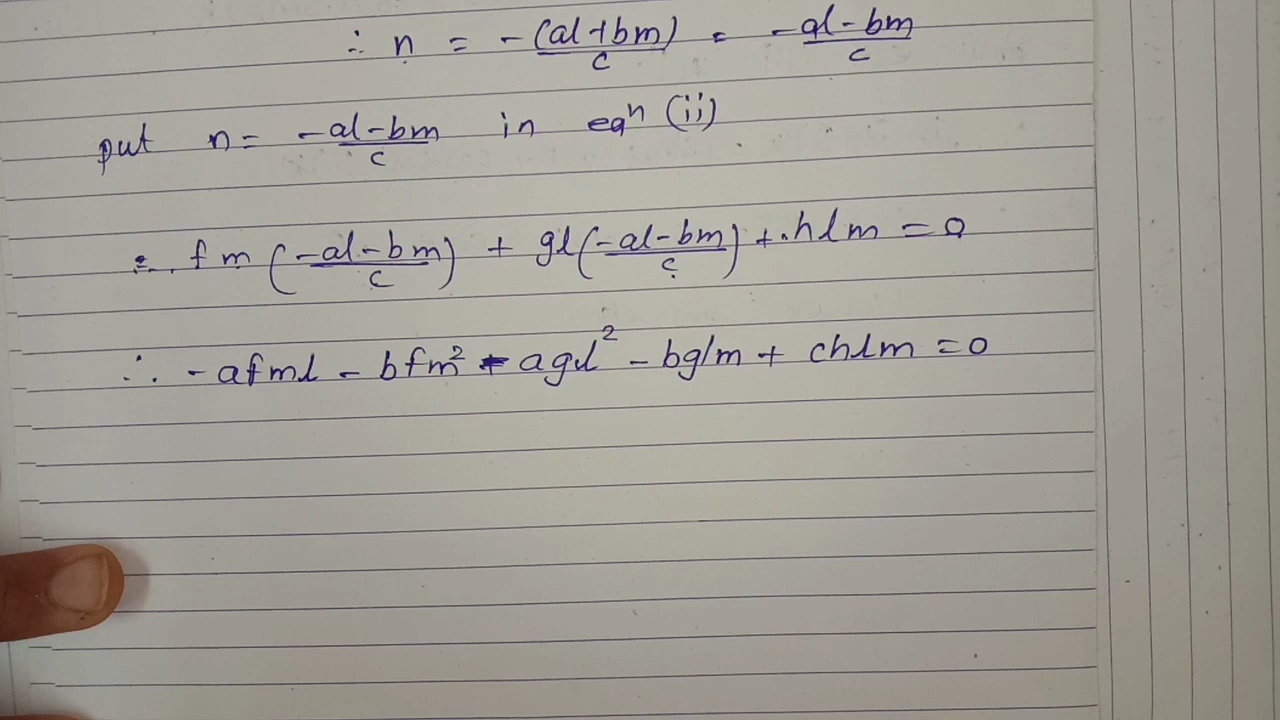 ∴ n = -(al+bm)/c = -al-bm/c
put n = -al-bm/c in eqⁿ (ii)
∴ fm(-al-bm/c) + gl(-al-bm/c) + hlm = 0
∴ -afml - bfm² - agl² - bglm + chlm = 0